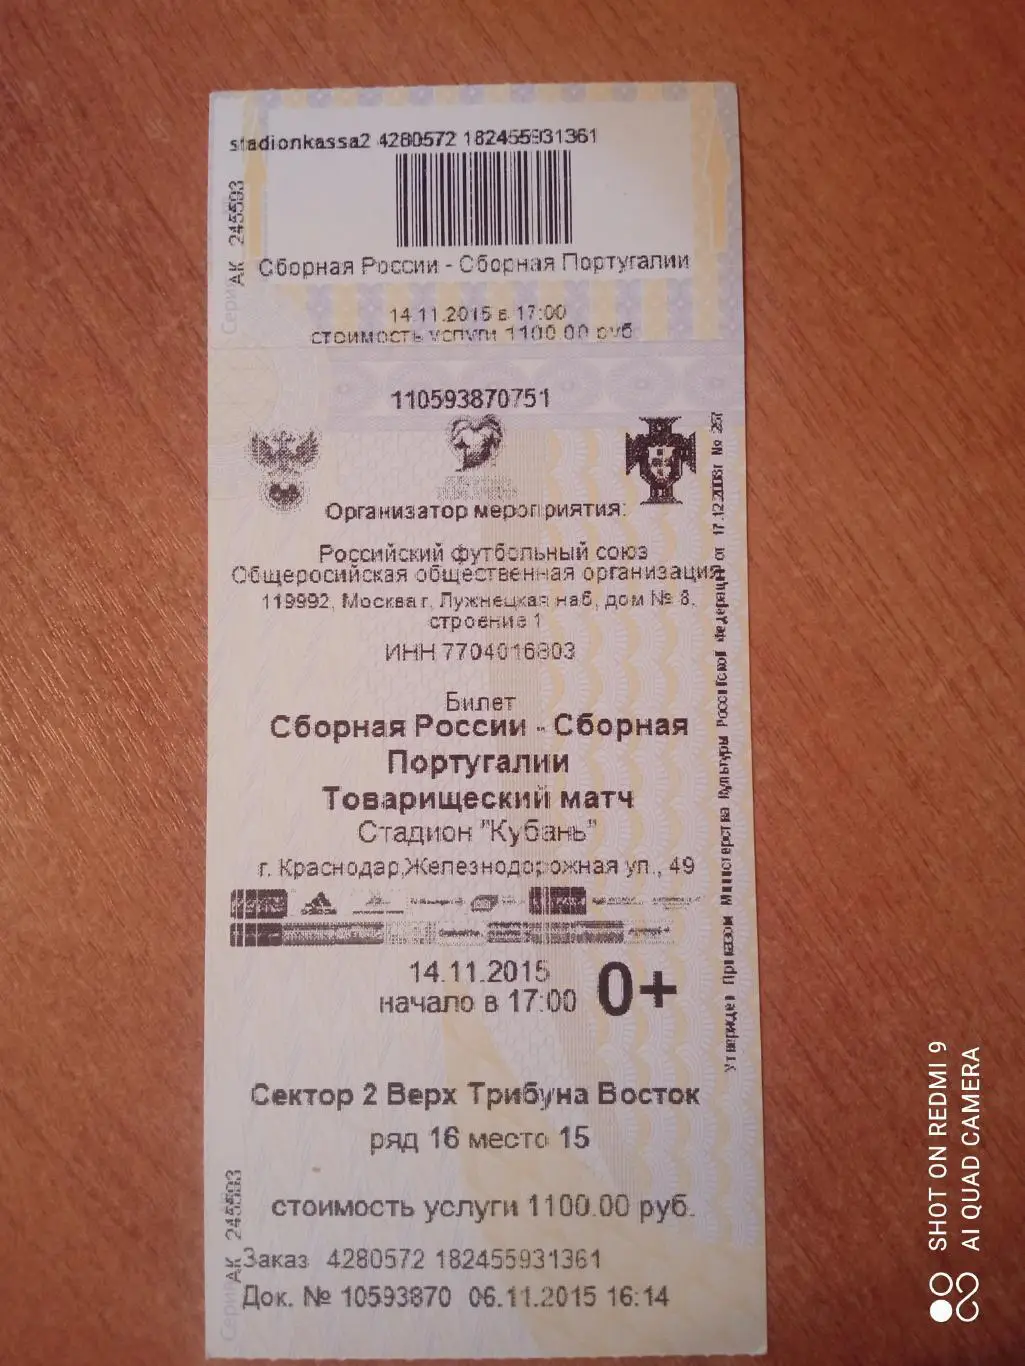 stadionkassa2 4280572 182455931361
Серия АК 245593
Сборная России - Сборная Португалии
14.11.2015 в 17:00
стоимость услуги 1100.00 руб
110593870751
Организатор мероприятия:
Российский футбольный союз
Общеросийская общественная организация
119992, Москва г, Лужнецкая наб, дом № 8,
строение 1
ИНН 7704016803
Билет
Сборная России - Сборная
Португалии
Товарищеский матч
Стадион "Кубань"
г. Краснодар,Железнодорожная ул., 49
14.11.2015
начало в 17:00
0+
Сектор 2 Верх Трибуна Восток
ряд 16 место 15
стоимость услуги 1100.00 руб.
Заказ 4280572 182455931361
Док. № 10593870 06.11.2015 16:14
Серия АК 245593
Утвержден Приказом Министерства Культуры Российской Федерации от 17.12.2008г № 267
SHOT ON REDMI 9
AI QUAD CAMERA